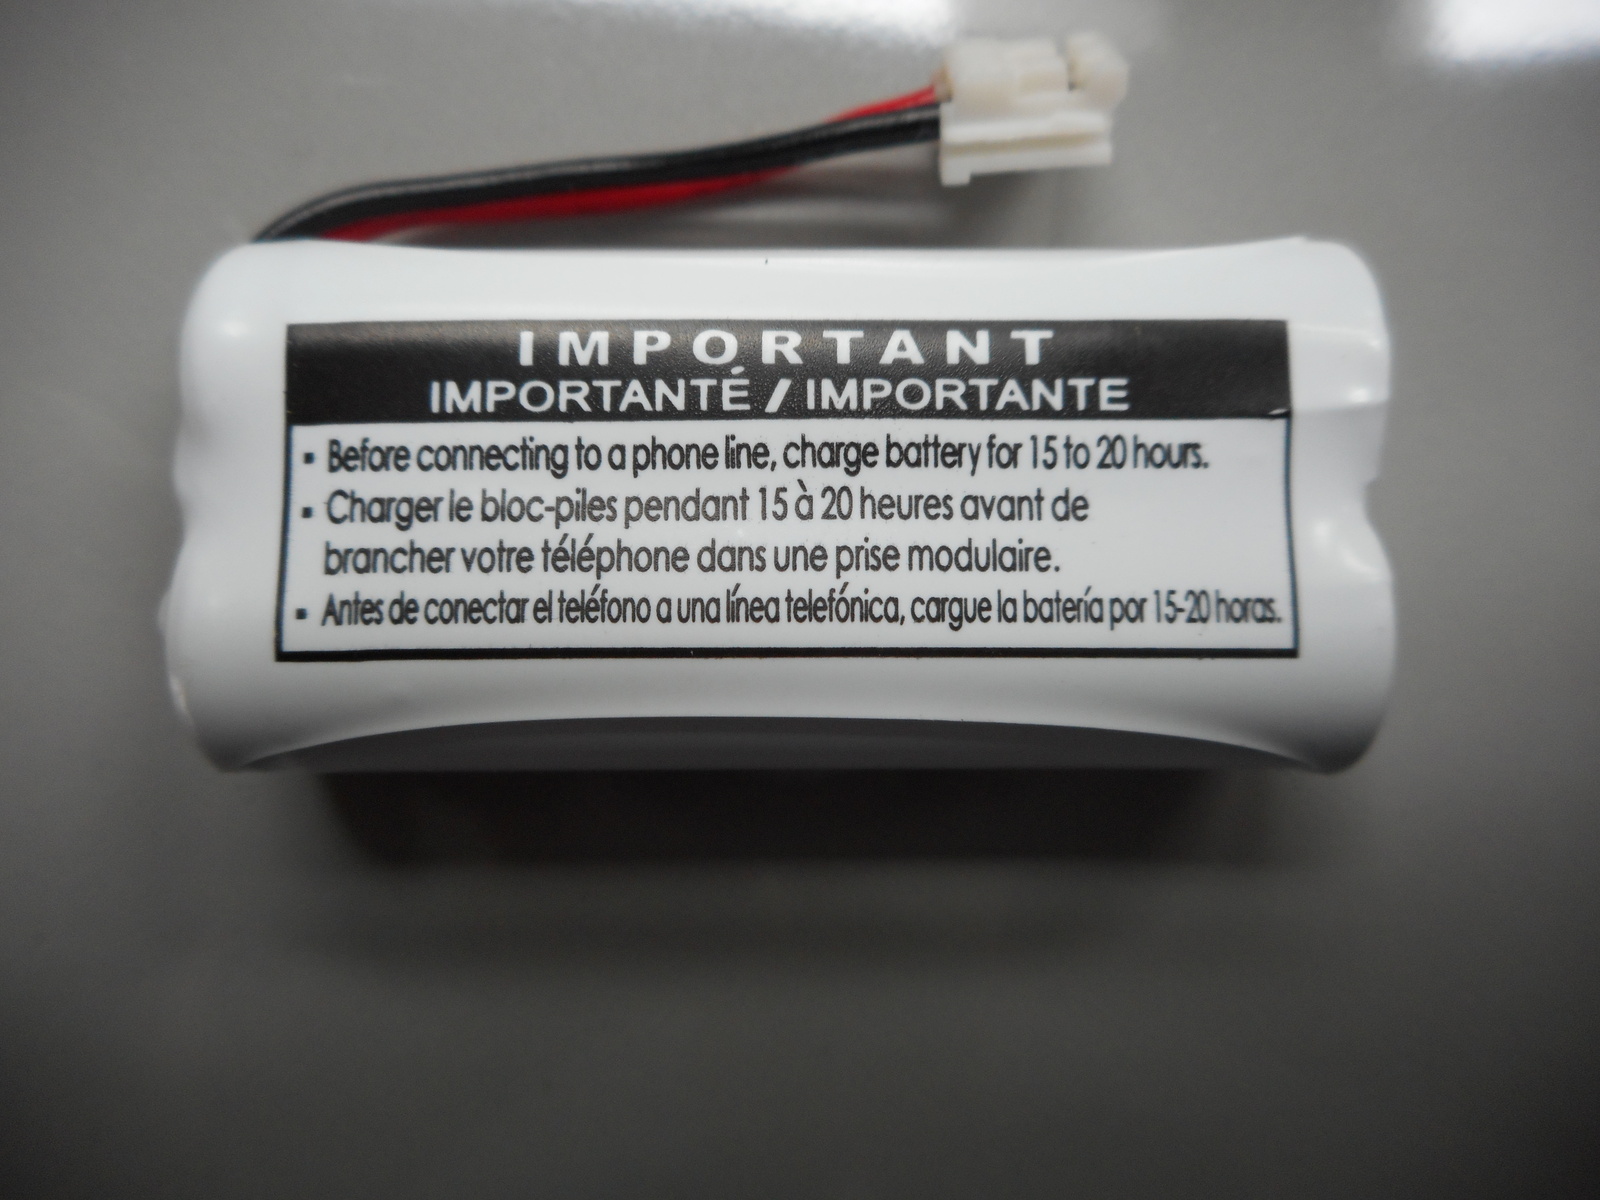 IMPORTANT
IMPORTANTÉ / IMPORTANTE
▪ Before connecting to a phone line, charge battery for 15 to 20 hours.
▪ Charger le bloc-piles pendant 15 à 20 heures avant de
brancher votre téléphone dans une prise modulaire.
▪ Antes de conectar el teléfono a una línea telefónica, cargue la batería por 15-20 horas.